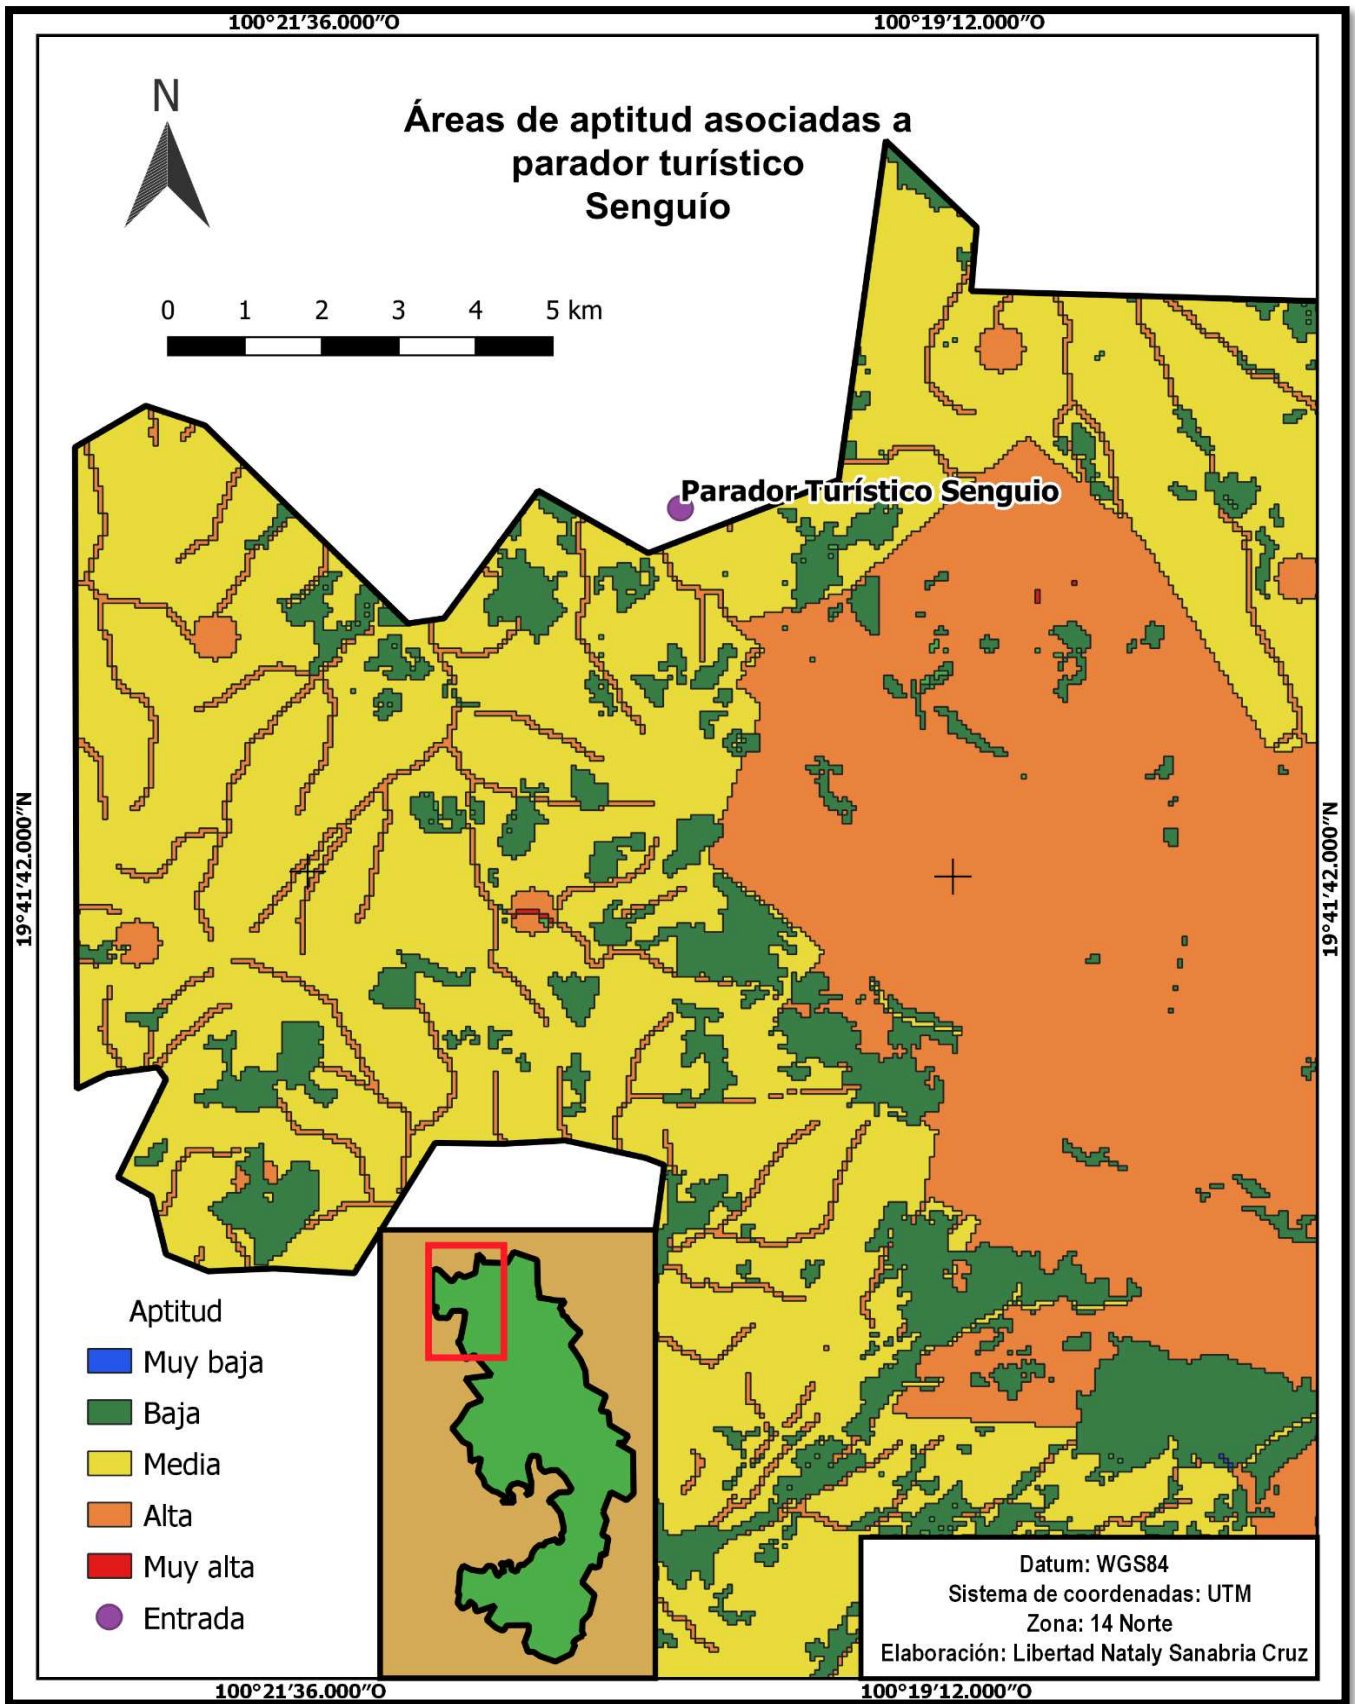 100°21'36.000"O
100°19'12.000"O
N
Áreas de aptitud asociadas a
parador turístico
Senguío
0 1 2 3 4 5 km
Parador Túrístico Senguio
19°41'42.000"N
19°41'42.000"N
Aptitud
Muy baja
Baja
Media
Alta
Muy alta
Entrada
Datum: WGS84
Sistema de coordenadas: UTM
Zona: 14 Norte
Elaboración: Libertad Nataly Sanabria Cruz
100°21'36.000"O
100°19'12.000"O